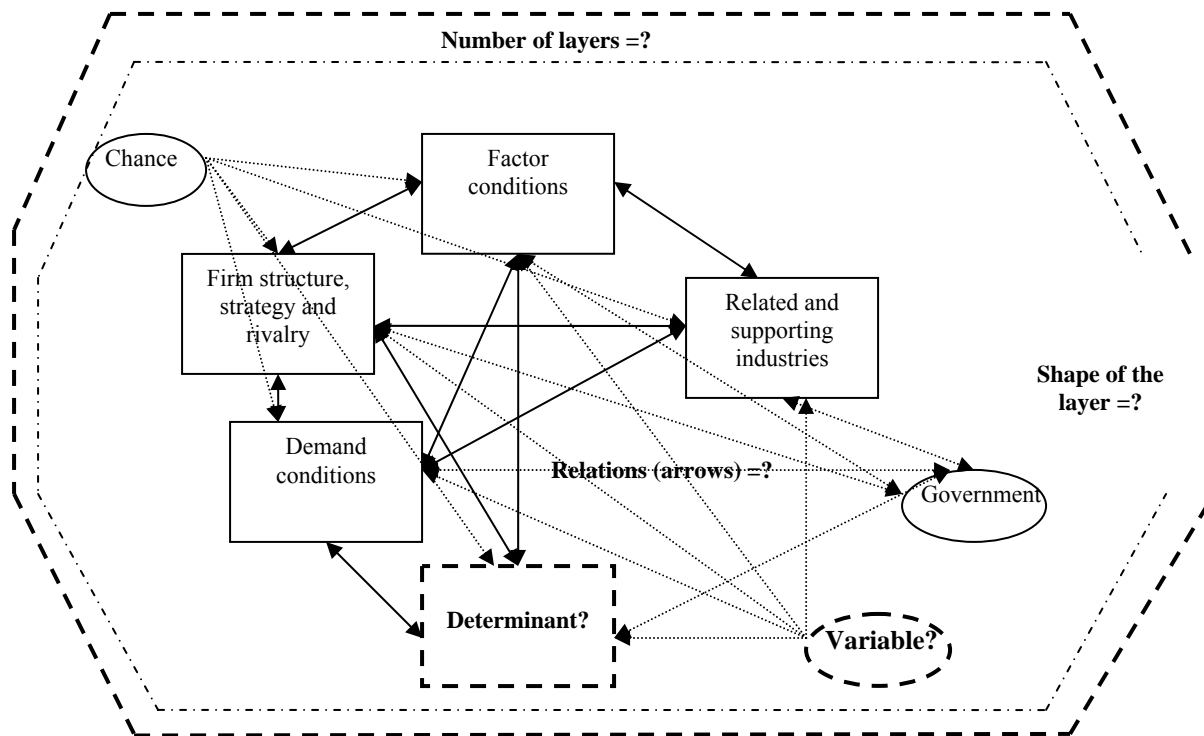 Number of layers =?
Chance
Factor
conditions
Firm structure,
strategy and
rivalry
Related and
supporting
industries
Shape of the
layer =?
Demand
conditions
Relations (arrows) =?
Government
Determinant?
Variable?